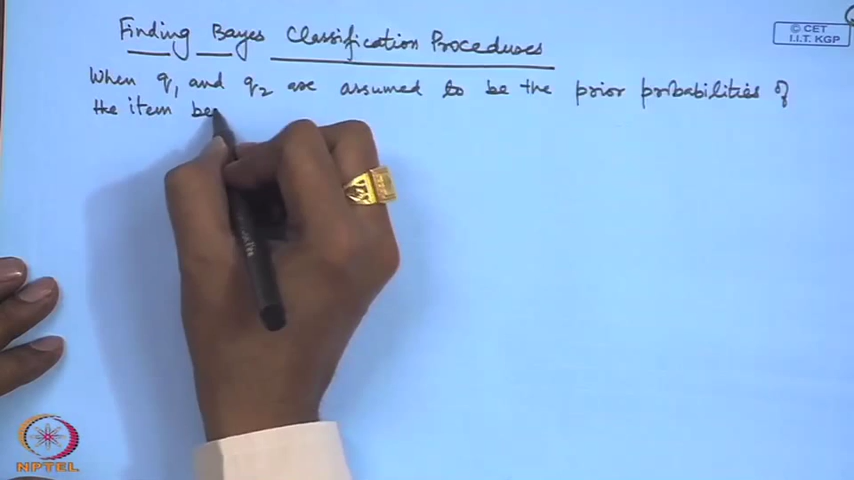 Finding Bayes Classification Procedures
© CET
I.I.T. KGP
When q₁ and q₂ are assumed to be the prior probabilities of
the item be
NPTEL